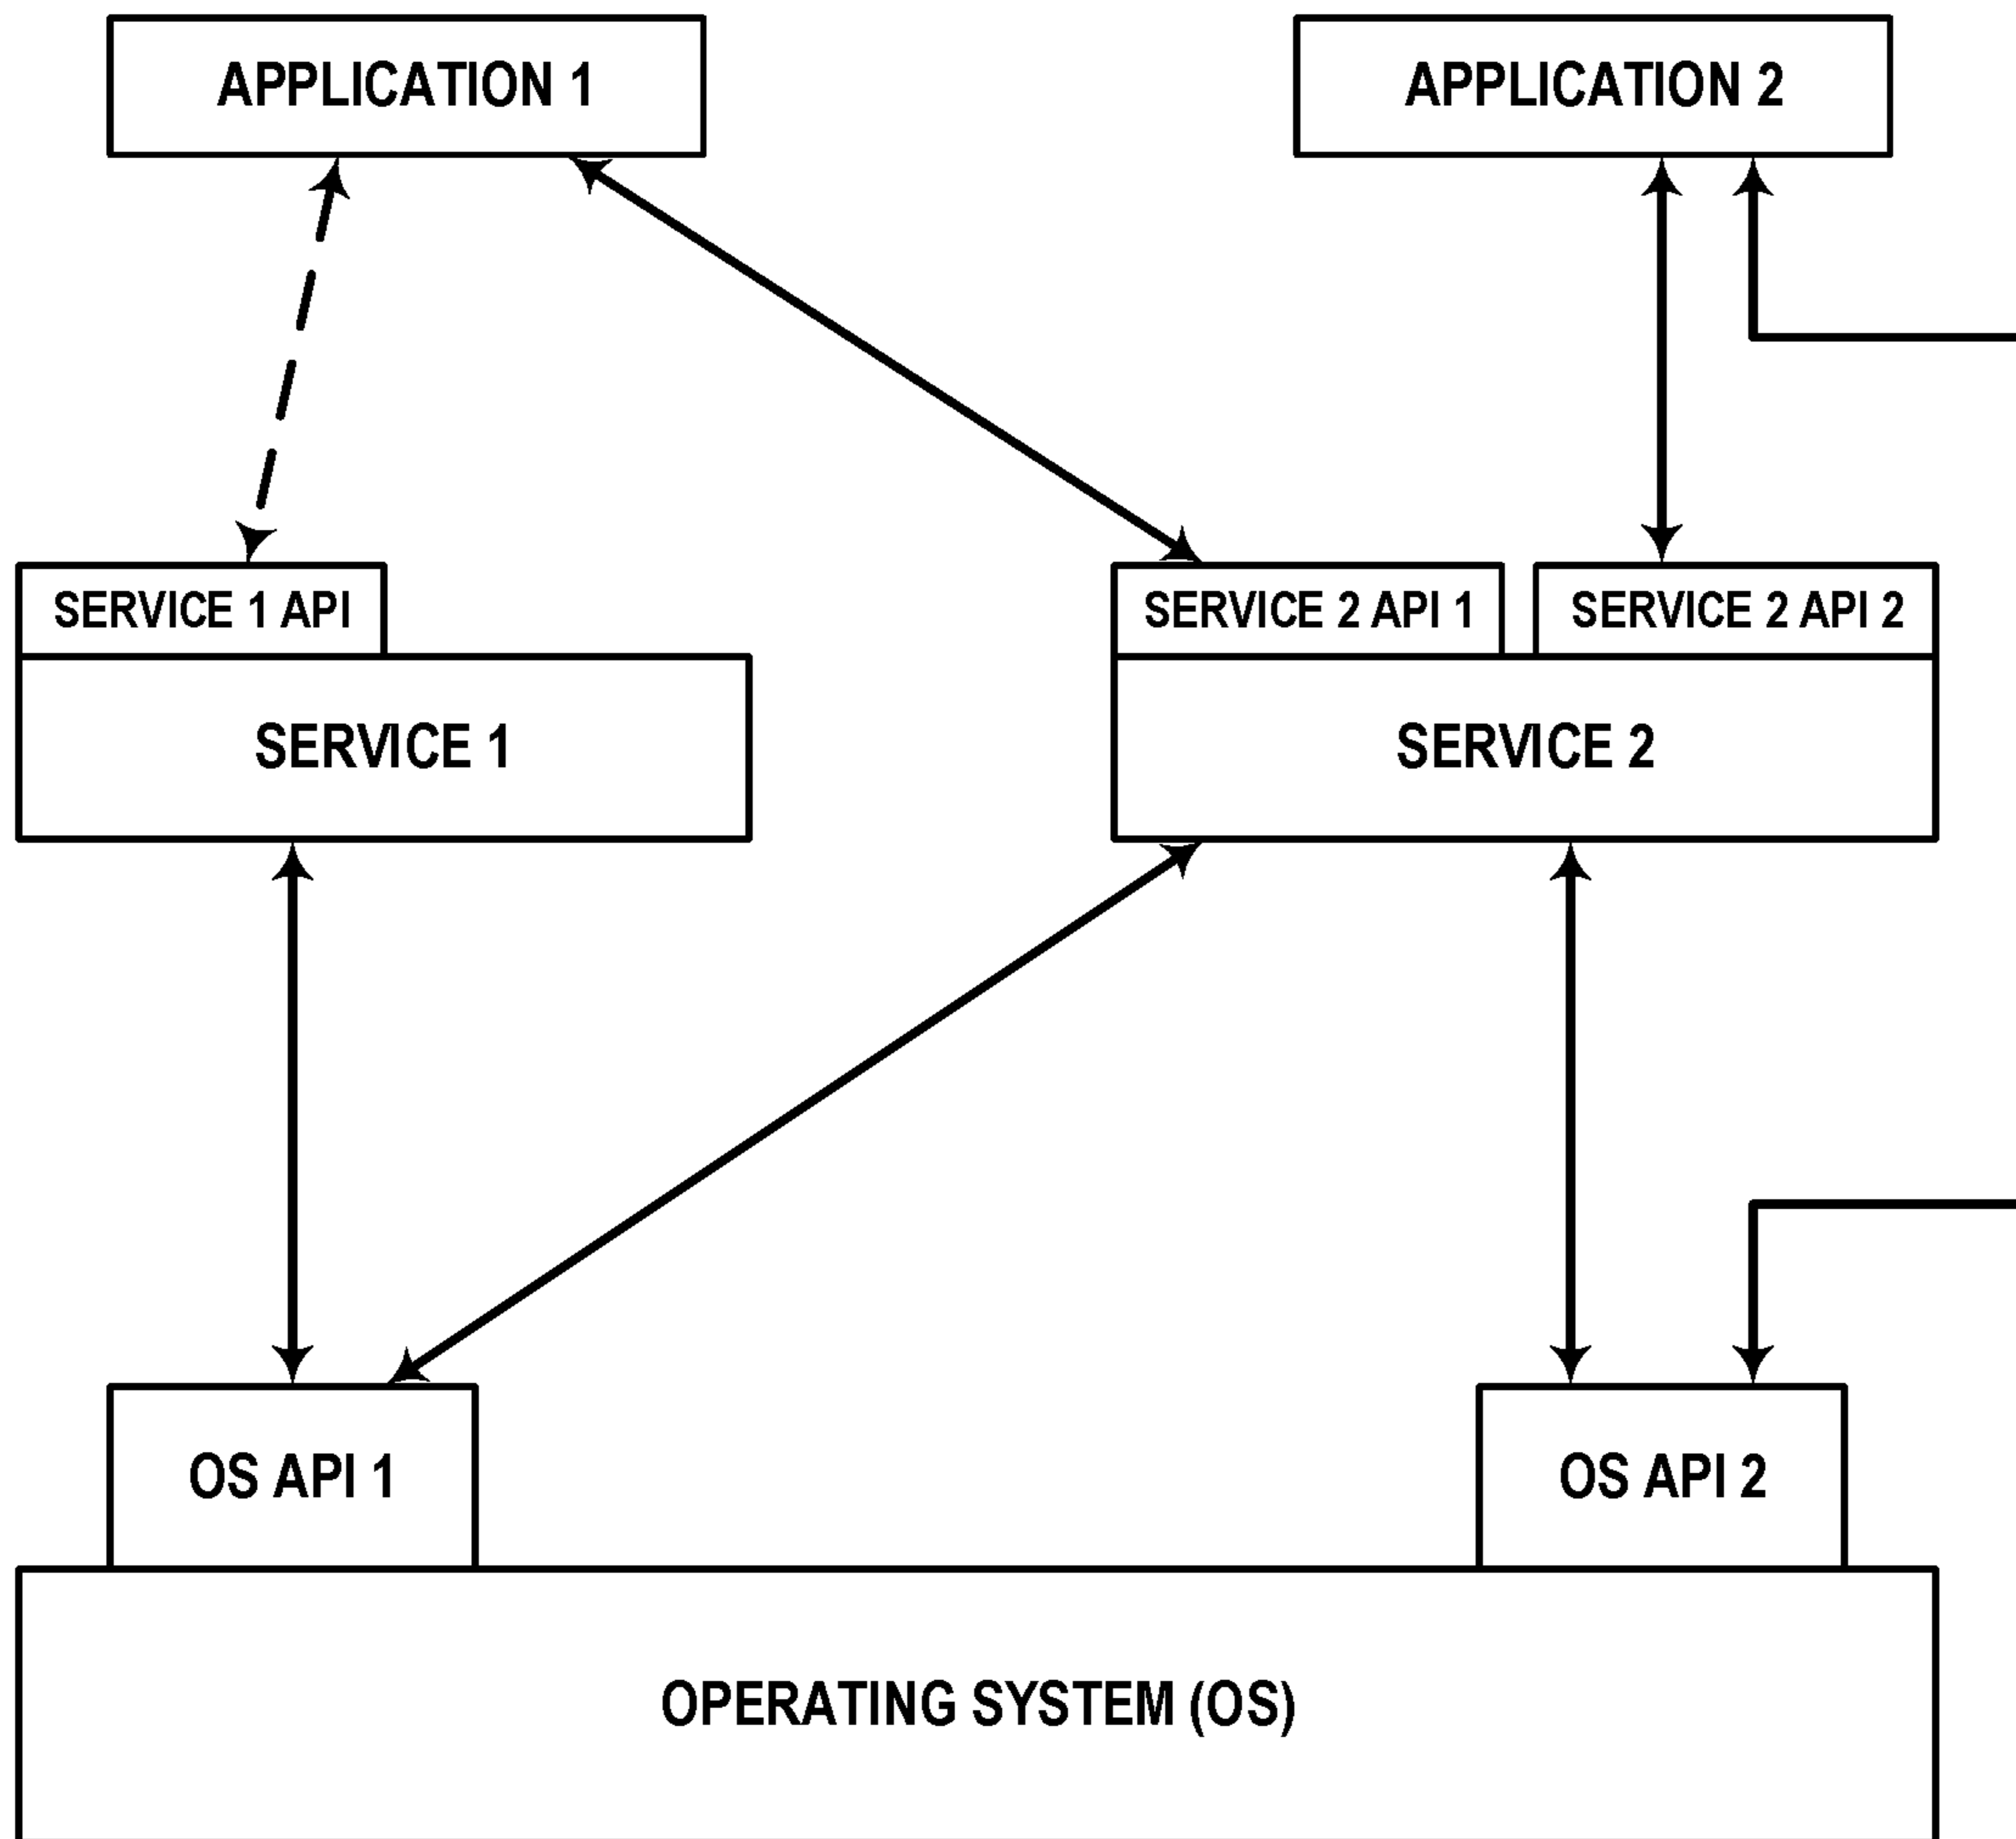 APPLICATION 1
APPLICATION 2
SERVICE 1 API
SERVICE 2 API 1
SERVICE 2 API 2
SERVICE 1
SERVICE 2
OS API 1
OS API 2
OPERATING SYSTEM (OS)